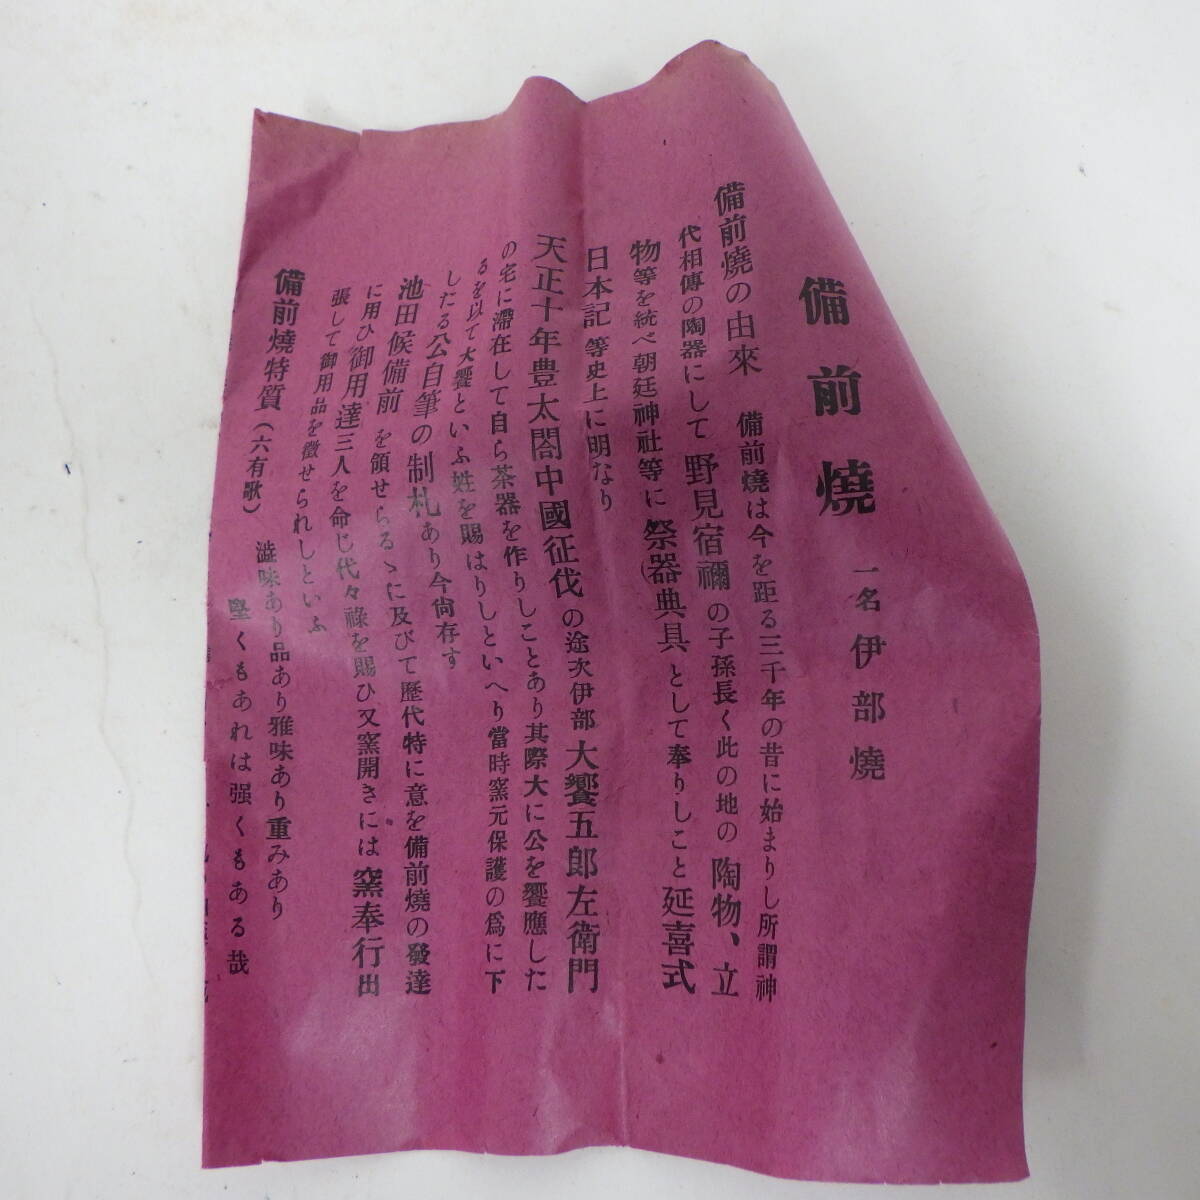 備前燒 一名伊部燒
備前燒の由來 備前燒は今を距る三千年の昔に始まりし所謂神
代相傳の陶器にして野見宿禰の子孫長く此の地の陶物、立
物等を統べ朝廷神社等に祭器典具として奉りしこと延喜式
日本記等史上に明なり
天正十年豊太閤中國征伐の途次伊部大饗五郎左衛門
の宅に滯在して自ら茶器を作りしことあり其際大に公を饗應した
るを以て大饗といふ姓を賜はりしといへり當時窯元保護の爲に下
したる公自筆の制札あり今尙存す
池田候備前を領せらるゝに及びて歷代特に意を備前燒の發達
に用ひ御用達三人を命じ代々祿を賜ひ又窯開きには窯奉行出
張して御用品を徵せられしといふ
備前燒特質（六有歌） 澁味あり品あり雅味あり重みあり
堅くもあれは强くもある哉